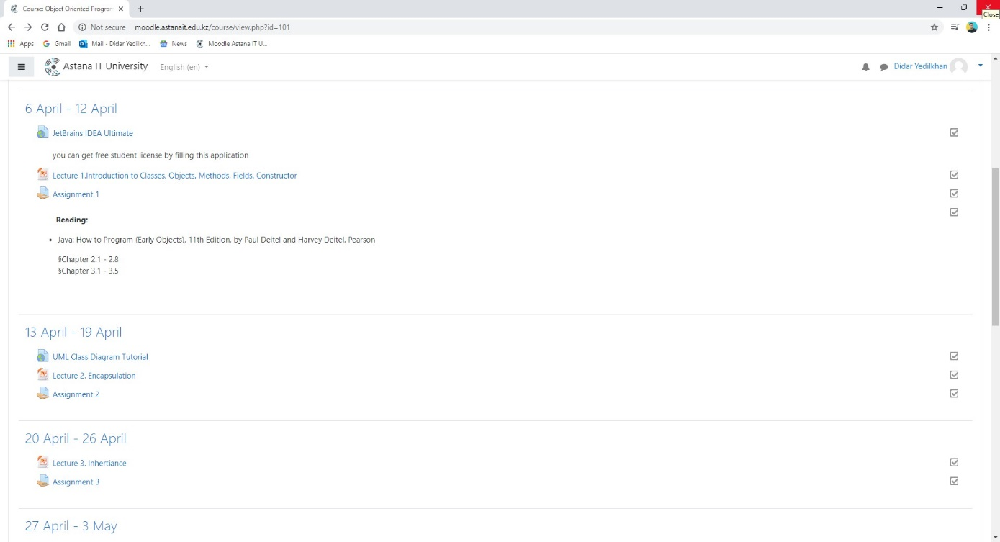 Course: Object Oriented Program
Close
Not secure | moodle.astanait.edu.kz/course/view.php?id=101
Apps Gmail Mail - Didar Yedilkh... News Moodle Astana IT U...
Astana IT University English (en) Didar Yedilkhan
6 April - 12 April
JetBrains IDEA Ultimate
you can get free student license by filling this application
Lecture 1.Introduction to Classes, Objects, Methods, Fields, Constructor
Assignment 1
Reading:
• Java: How to Program (Early Objects), 11th Edition, by Paul Deitel and Harvey Deitel, Pearson
§Chapter 2.1 - 2.8
§Chapter 3.1 - 3.5
13 April - 19 April
UML Class Diagram Tutorial
Lecture 2. Encapsulation
Assignment 2
20 April - 26 April
Lecture 3. Inhertiance
Assignment 3
27 April - 3 May